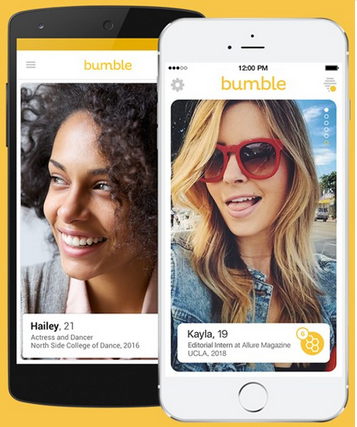 bumble
Hailey, 21
Actress and Dancer
North Side College of Dance, 2016
12:00 PM
bumble
Kayla, 19
Editorial Intern at Allure Magazine
UCLA, 2018
6